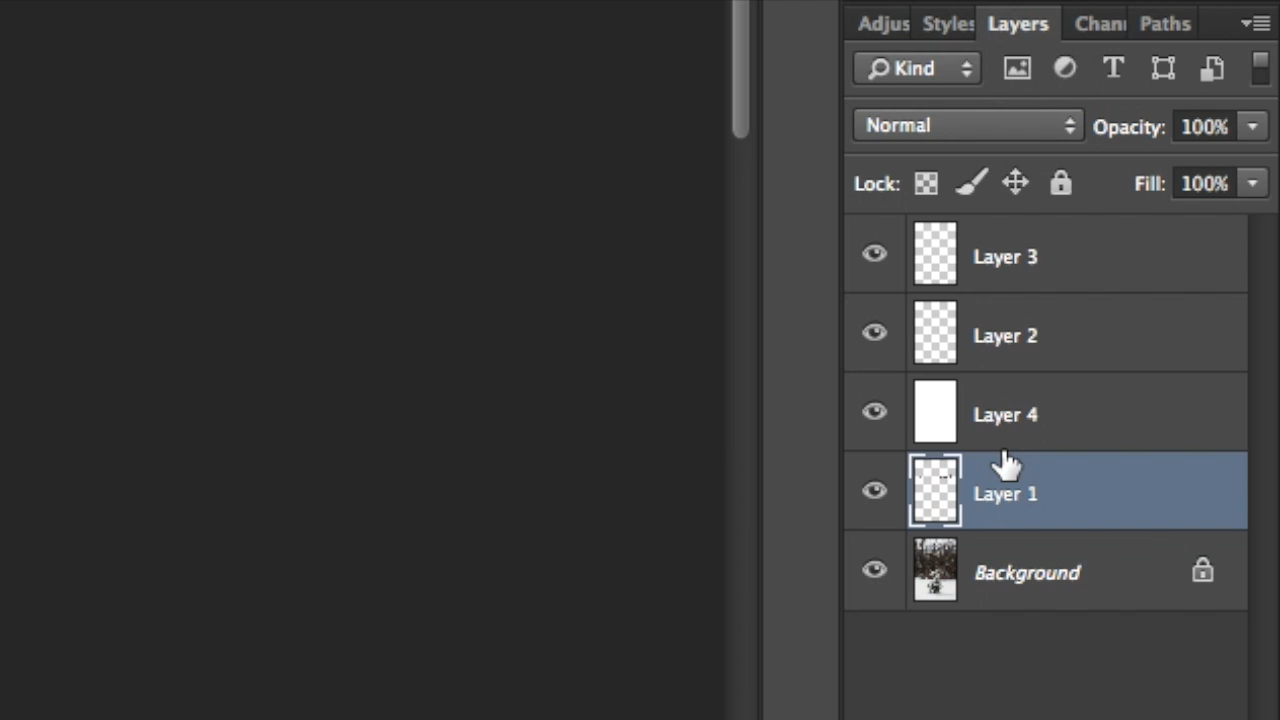 Adjus Styles Layers Chann Paths
Kind
Normal Opacity: 100%
Lock: Fill: 100%
Layer 3
Layer 2
Layer 4
Layer 1
Background